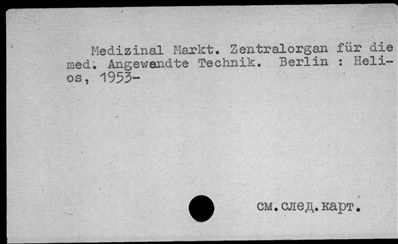 Medizinal Markt. Zentralorgan für die
med. Angewandte Technik. Berlin : Heli-
os, 1953-
см.след.карт.